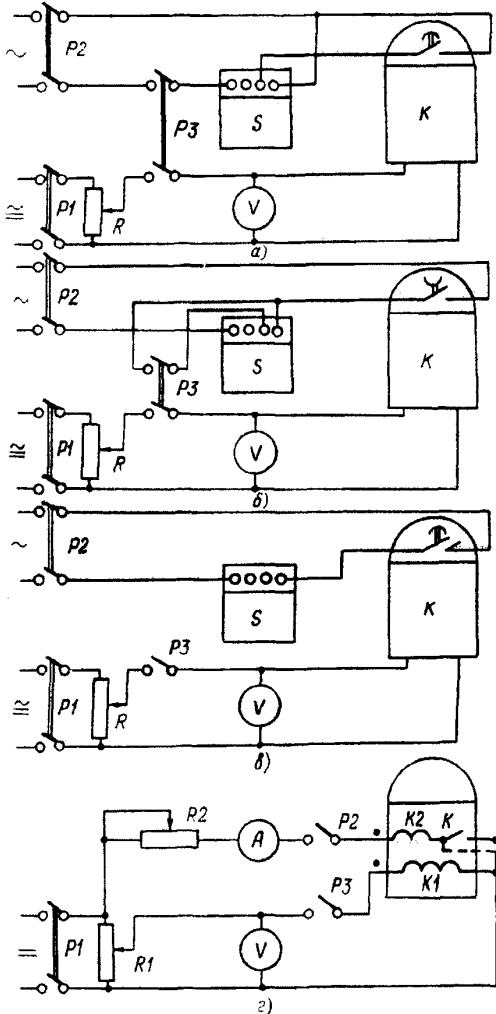 ~
P2
P3
S
K
≅
P1
R
V
а)
~
P2
P3
S
K
≅
P1
R
V
б)
~
P2
S
K
P3
≅
P1
R
V
в)
R2
A
P2
K2
K
P3
K1
=
P1
R1
V
г)